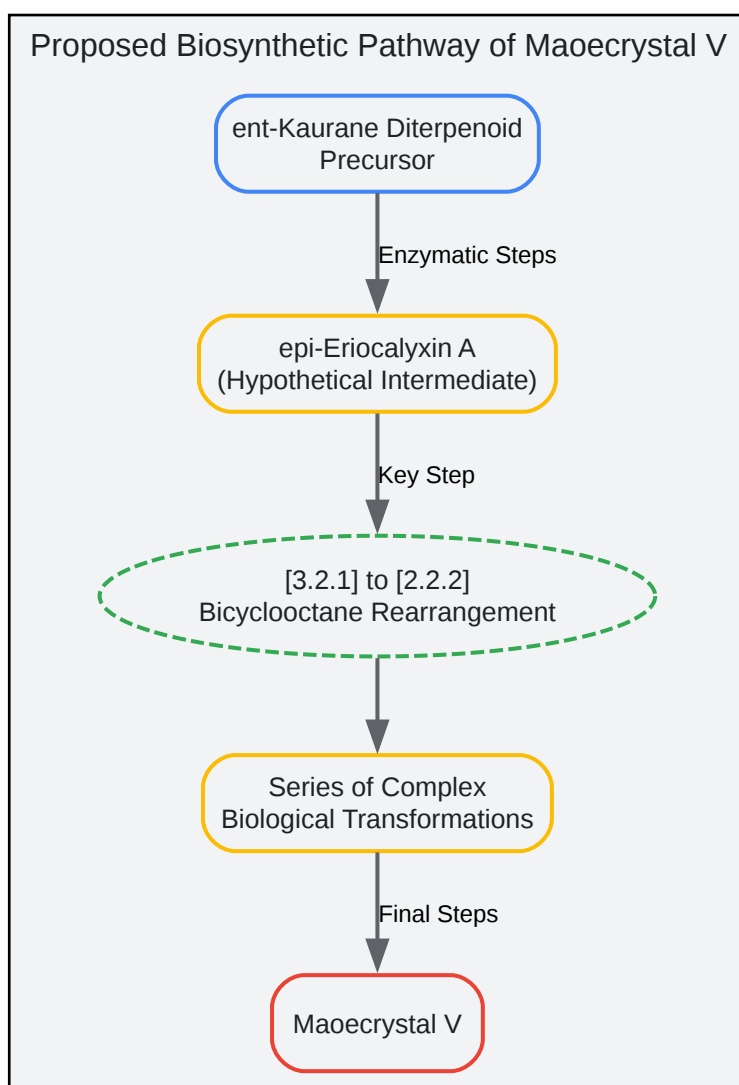 Proposed Biosynthetic Pathway of Maoecrystal V
ent-Kaurane Diterpenoid
Precursor
Enzymatic Steps
epi-Eriocalyxin A
(Hypothetical Intermediate)
Key Step
[3.2.1] to [2.2.2]
Bicyclooctane Rearrangement
Series of Complex
Biological Transformations
Final Steps
Maoecrystal V